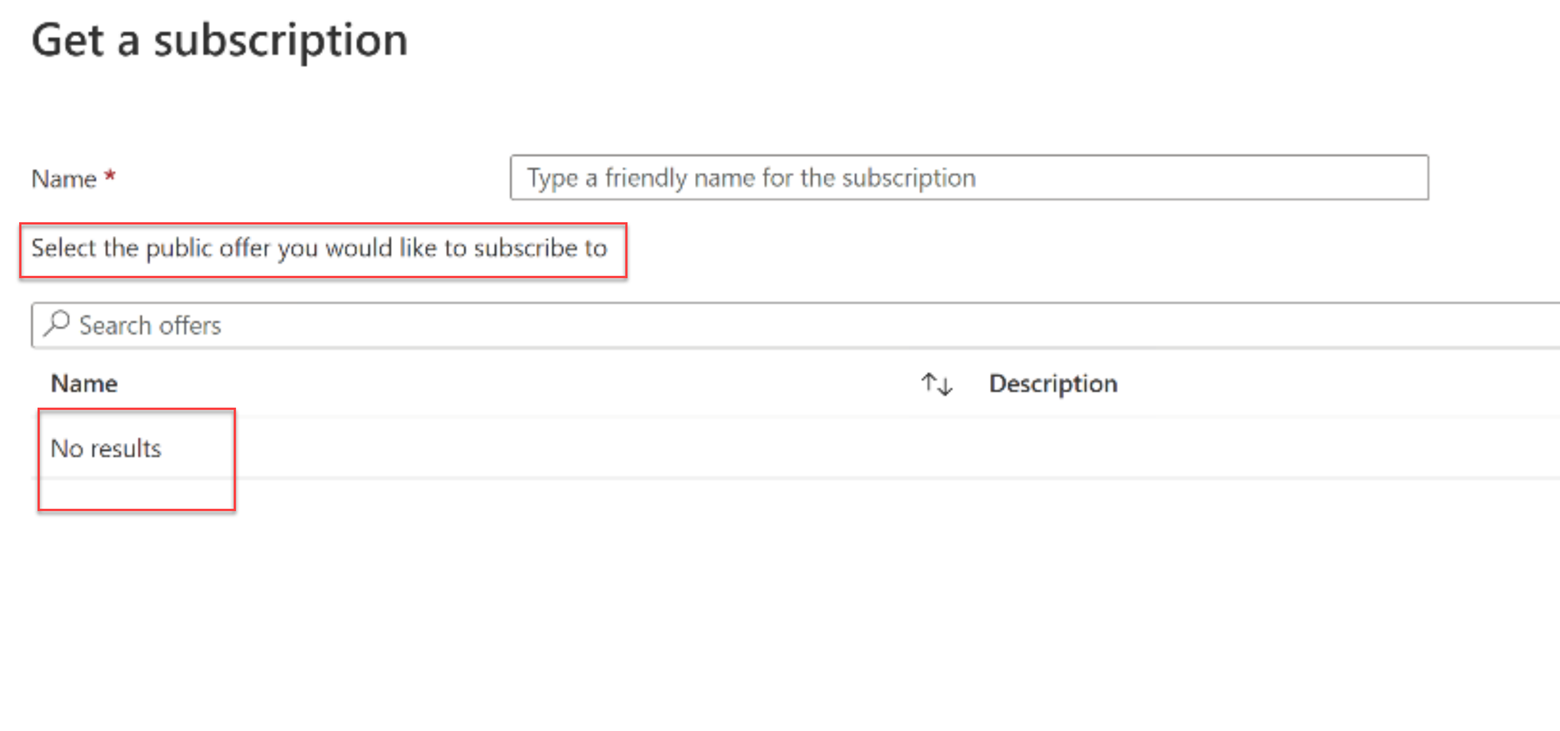 Get a subscription
Name * Type a friendly name for the subscription
Select the public offer you would like to subscribe to
Search offers
Name Description
No results